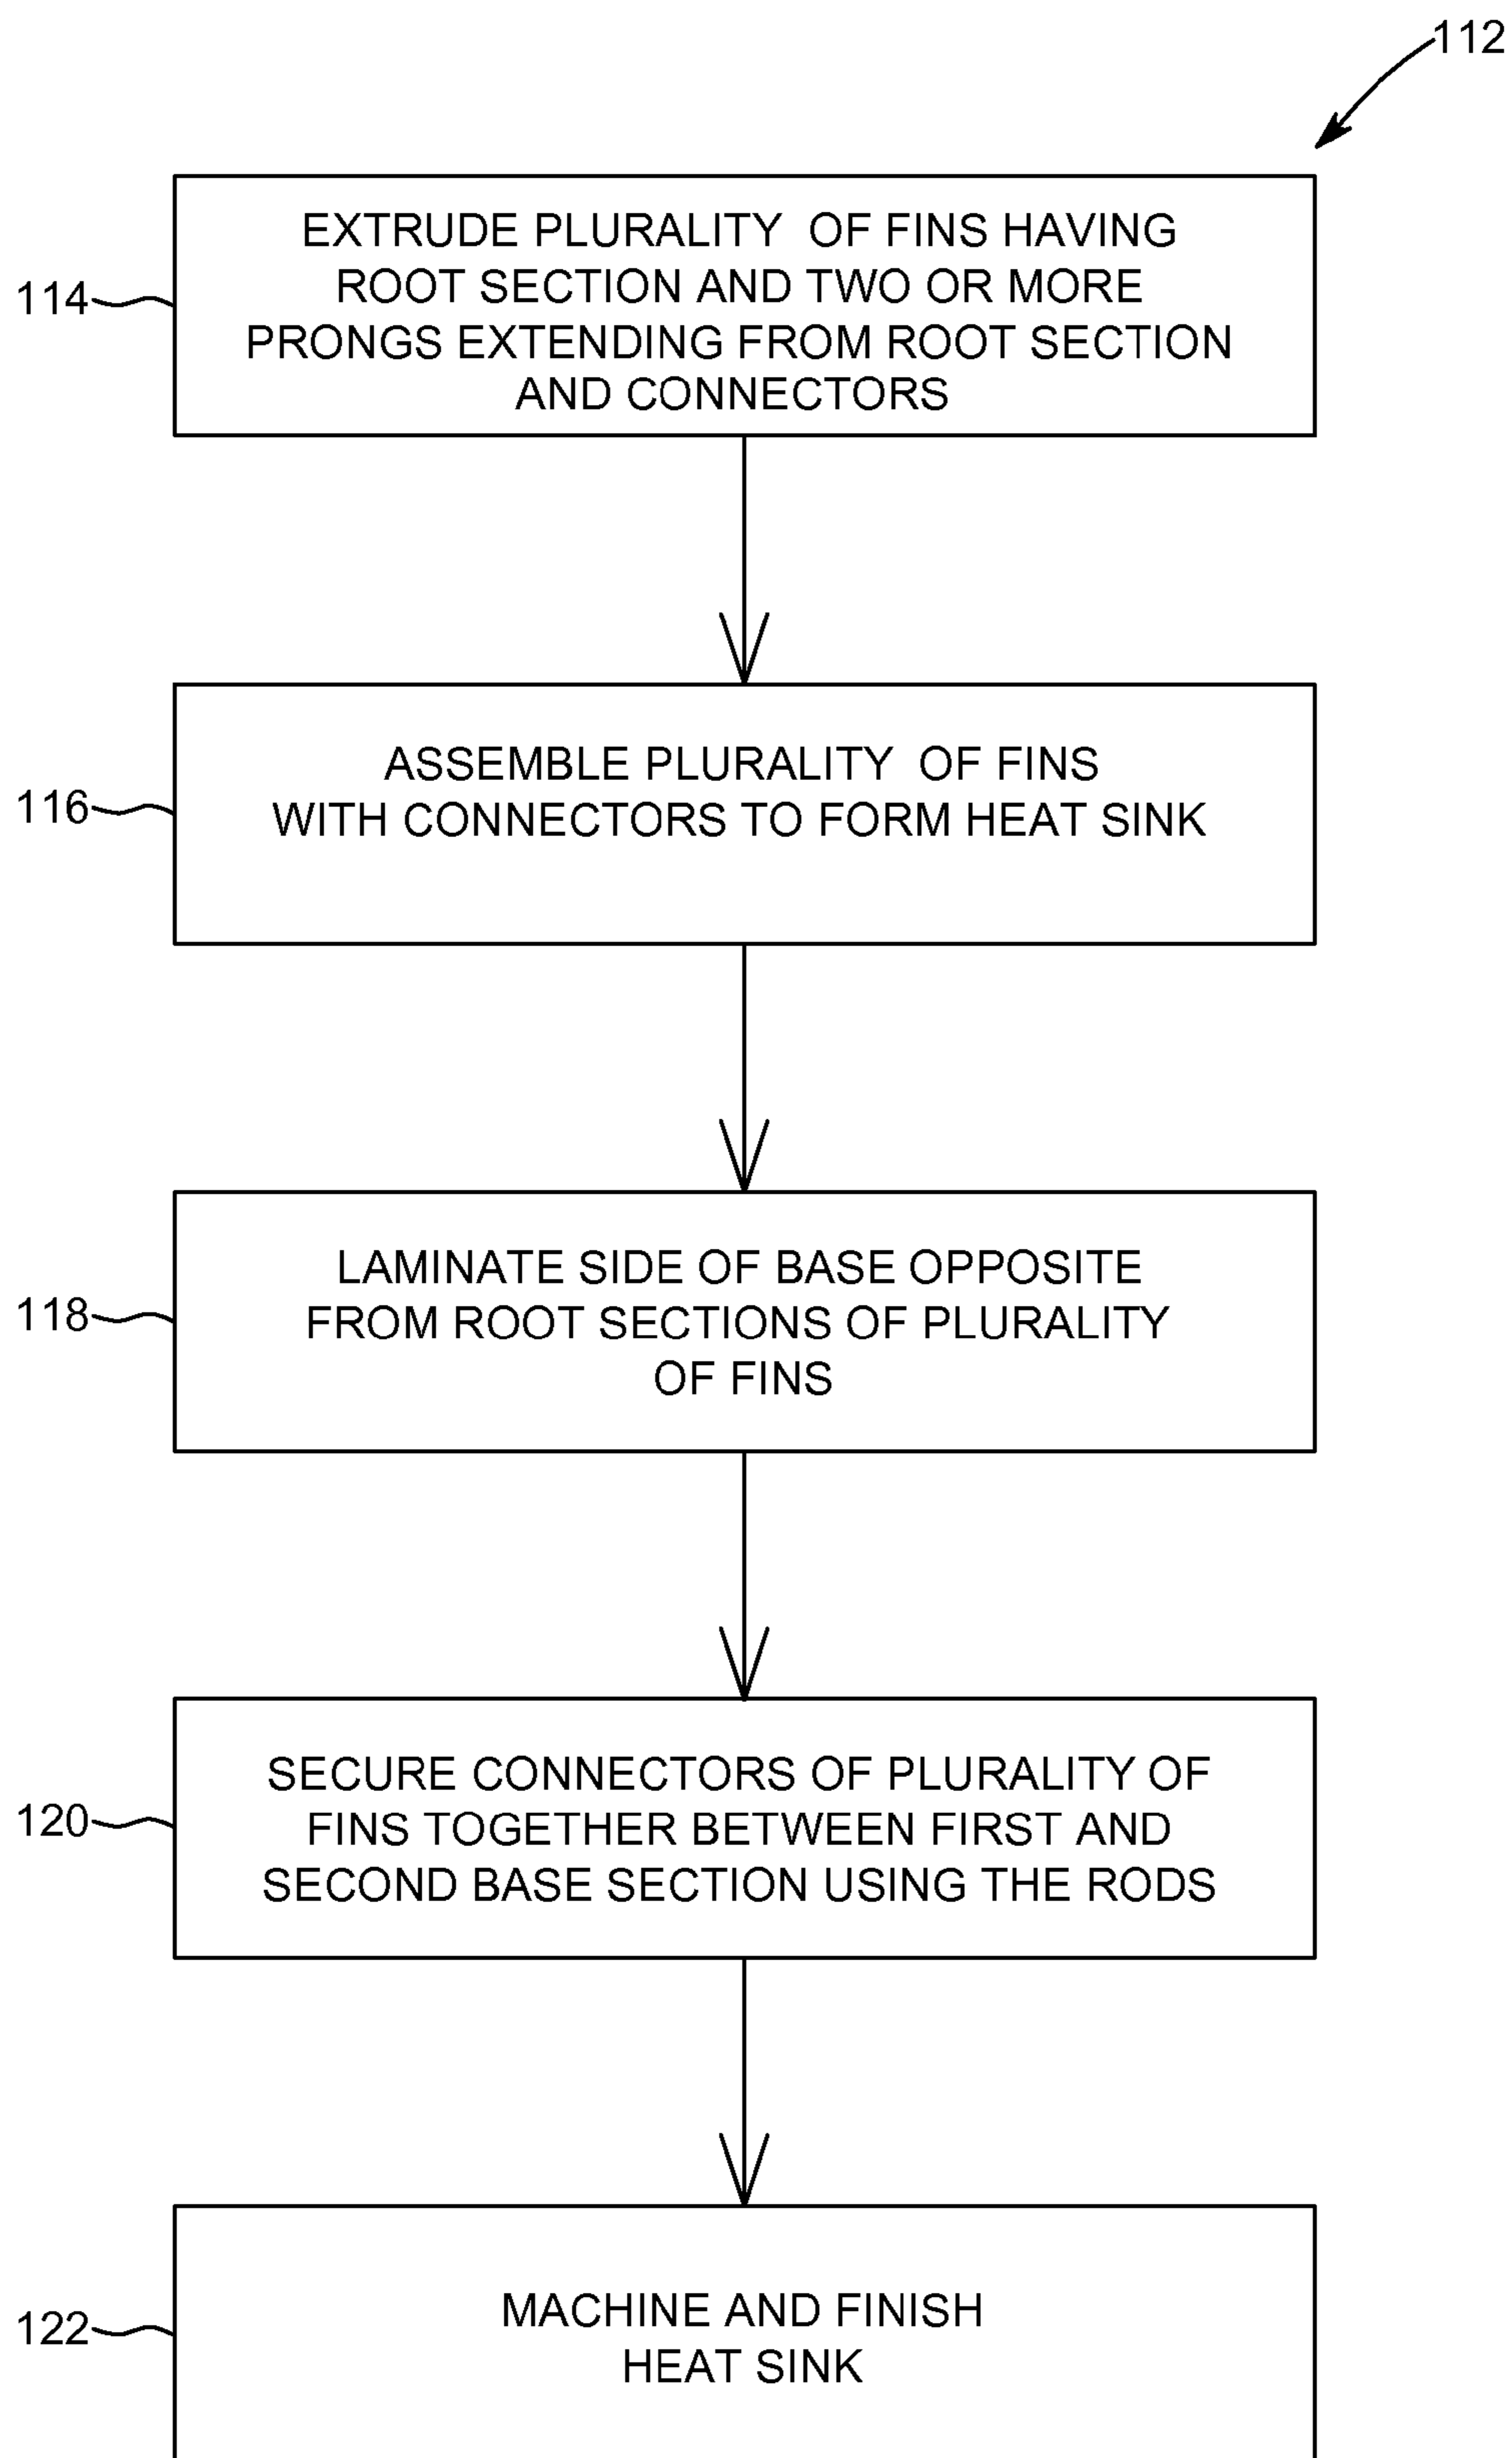 112
EXTRUDE PLURALITY OF FINS HAVING
ROOT SECTION AND TWO OR MORE
PRONGS EXTENDING FROM ROOT SECTION
AND CONNECTORS
114
ASSEMBLE PLURALITY OF FINS
WITH CONNECTORS TO FORM HEAT SINK
116
LAMINATE SIDE OF BASE OPPOSITE
FROM ROOT SECTIONS OF PLURALITY
OF FINS
118
SECURE CONNECTORS OF PLURALITY OF
FINS TOGETHER BETWEEN FIRST AND
SECOND BASE SECTION USING THE RODS
120
MACHINE AND FINISH
HEAT SINK
122